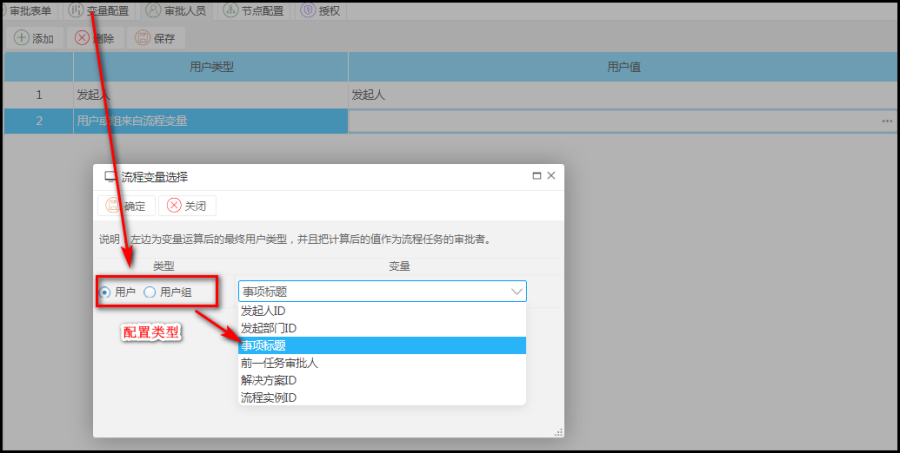 审批表单 变量配置 审批人员 节点配置 授权
添加 删除 保存
用户类型 用户值
1 发起人 发起人
2 用户或组来自流程变量 ...
流程变量选择
确定 关闭
说明：左边为变量运算后的最终用户类型，并且把计算后的值作为流程任务的审批者。
类型 变量
用户 用户组 事项标题
发起人ID
配置类型 发起部门ID
事项标题
前一任务审批人
解决方案ID
流程实例ID